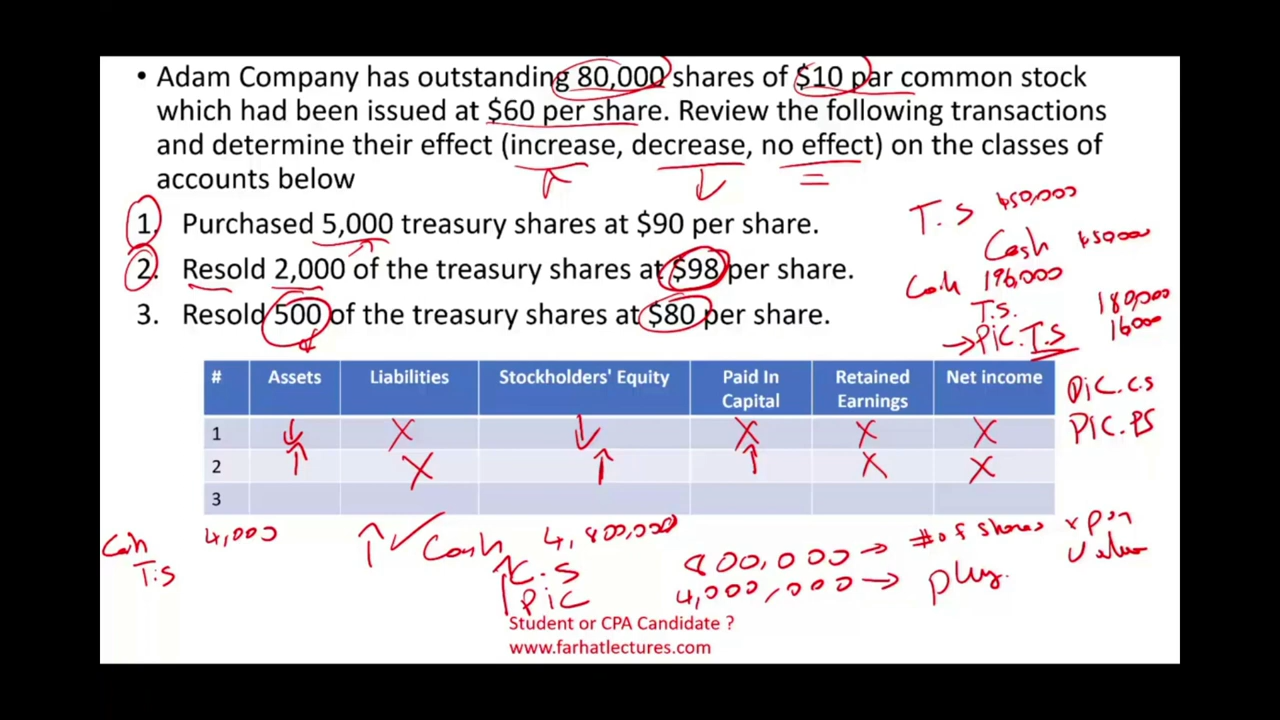 • Adam Company has outstanding 80,000 shares of $10 par common stock
which had been issued at $60 per share. Review the following transactions
and determine their effect (increase, decrease, no effect) on the classes of
accounts below
1. Purchased 5,000 treasury shares at $90 per share.
2. Resold 2,000 of the treasury shares at $98 per share.
3. Resold 500 of the treasury shares at $80 per share.
T.S 450,000
Cash 450000
Cash 196,000
T.S. 180,000
→ PiC. T.S 16000
PiC. C.S
PIC. PS
# Assets Liabilities Stockholders' Equity Paid In Capital Retained Earnings Net income
1 ↓ X ↓ X X X
2 ↑ X ↑ ↑ X X
3
Cash 4,000
T.S
↑ ✓ Cash 4,800,000
↑ C.S 800,000 → # of shares x par value
↑ PiC 4,000,000 → plug.
Student or CPA Candidate ?
www.farhatlectures.com